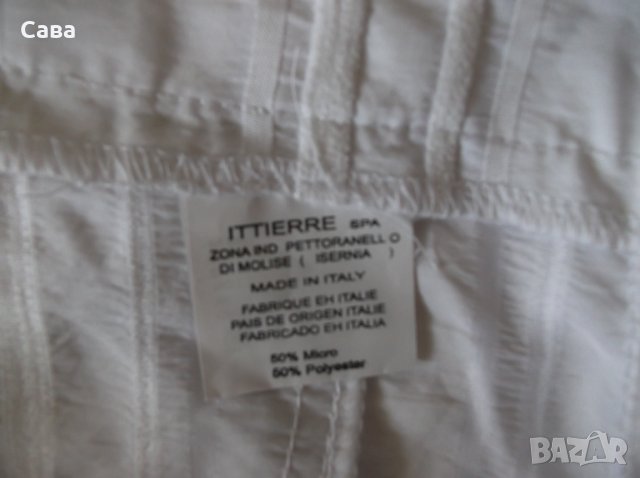 Сава
ITTIERRE SPA
ZONA IND PETTORANELLO
DI MOLISE ( ISERNIA )
MADE IN ITALY
FABRIQUE EH ITALIE
PAIS DE ORIGEN ITALIE
FABRICADO EH ITALIA
50% Micro
50% Polyester
BAZAR